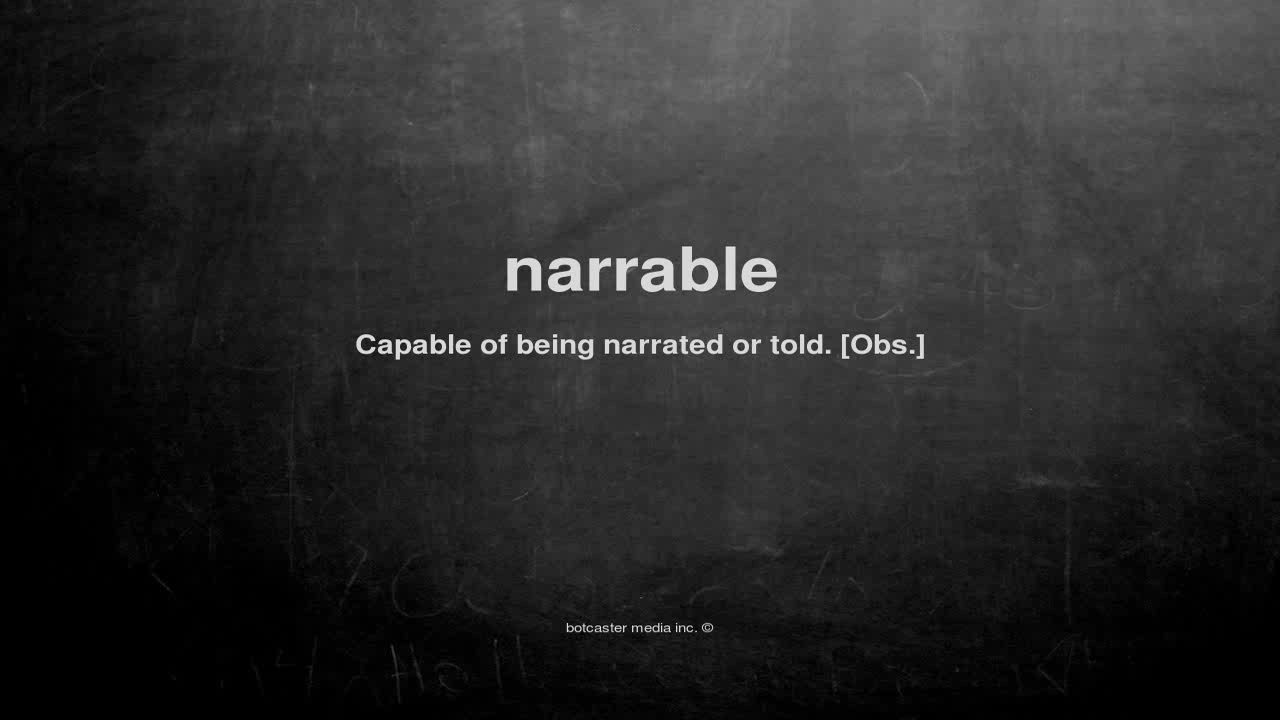 narrable
Capable of being narrated or told. [Obs.]
botcaster media inc. ©